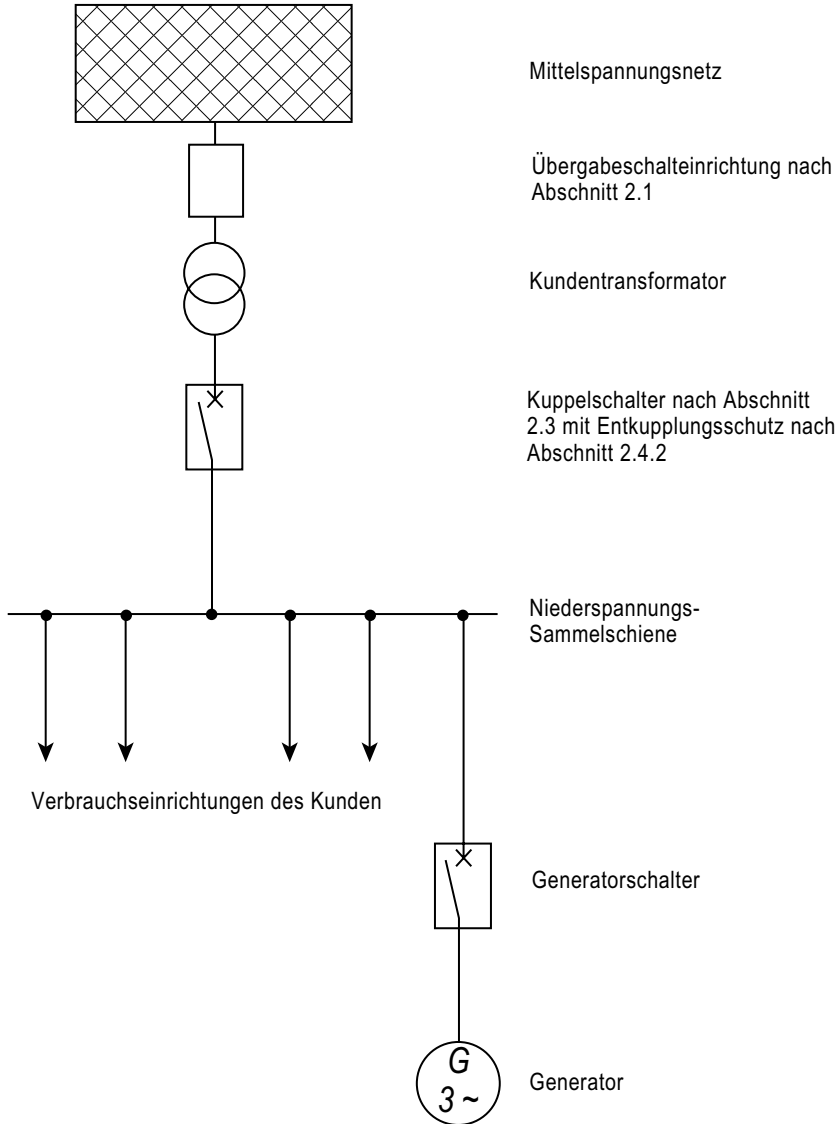 Mittelspannungsnetz
Übergabeschalteinrichtung nach
Abschnitt 2.1
Kundentransformator
Kuppelschalter nach Abschnitt
2.3 mit Entkupplungsschutz nach
Abschnitt 2.4.2
Niederspannungs-
Sammelschiene
Verbrauchseinrichtungen des Kunden
Generatorschalter
G
3 ~
Generator